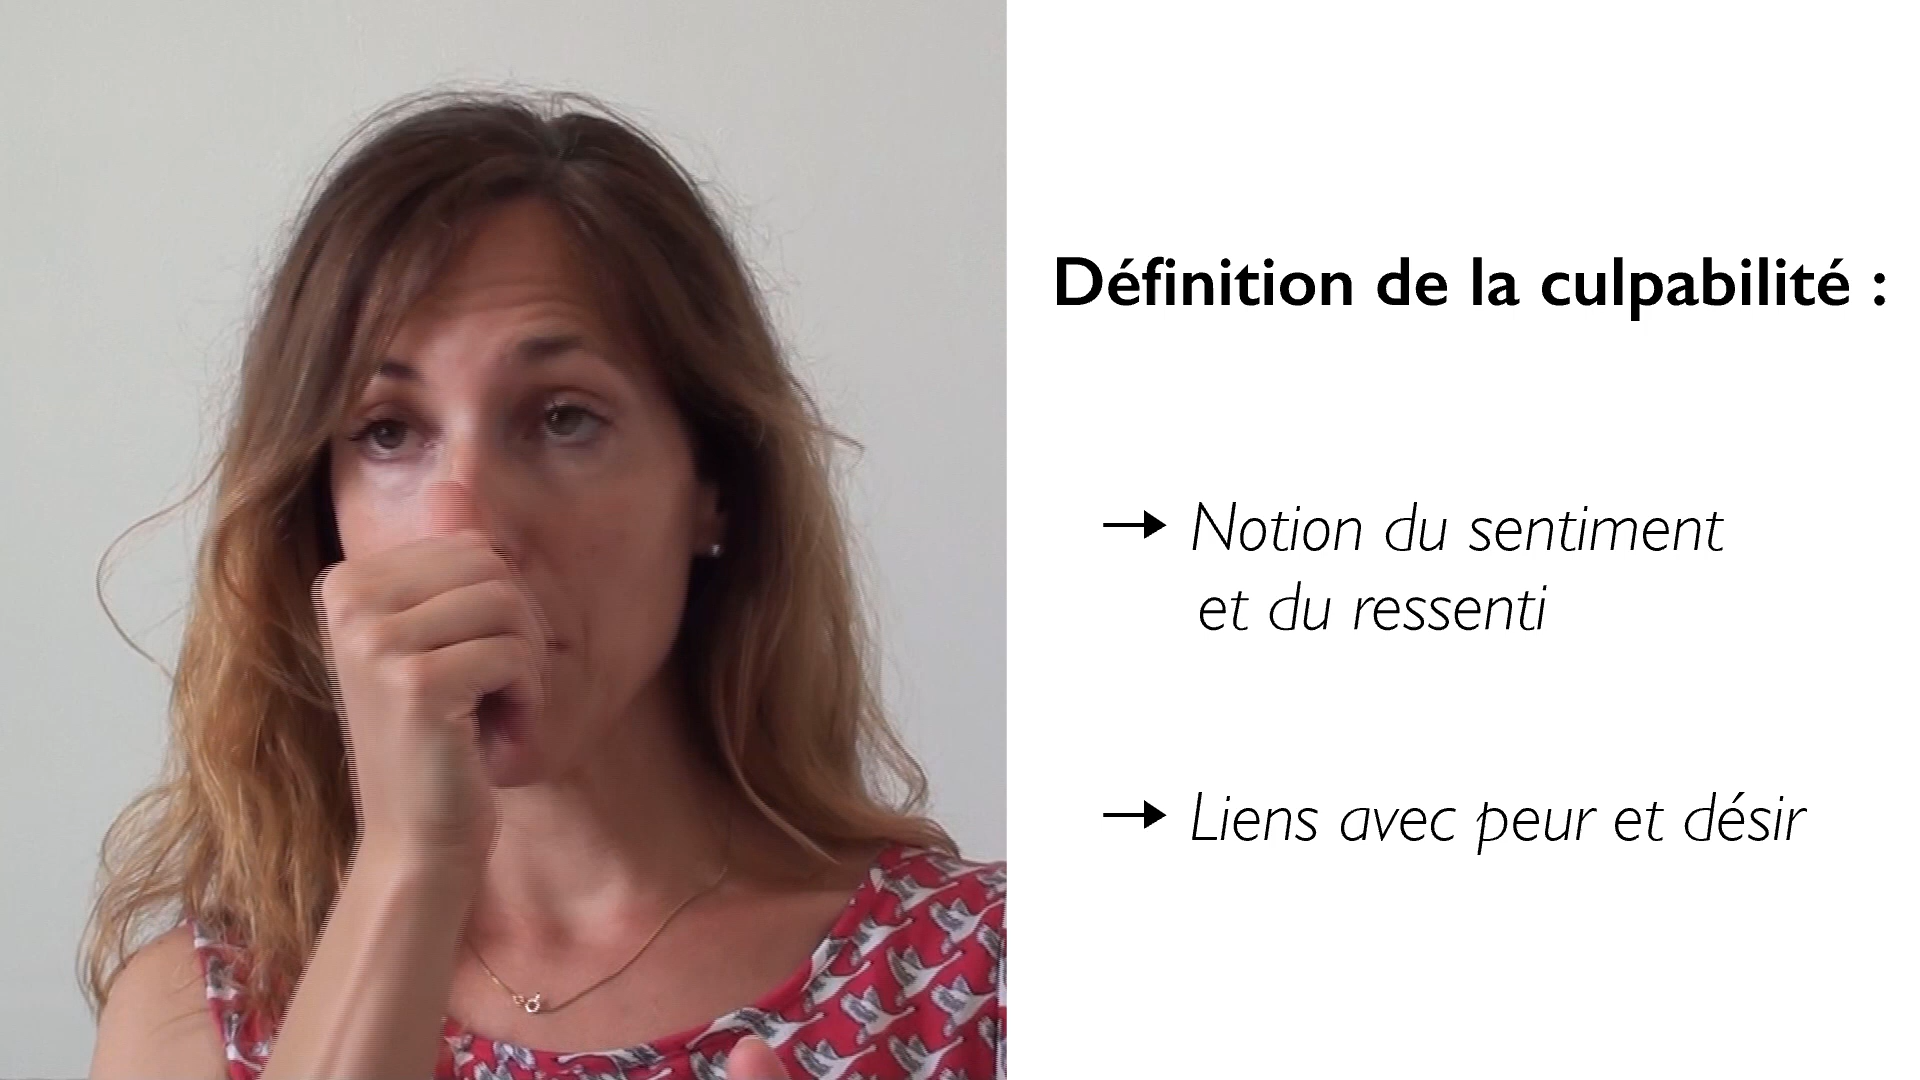 Définition de la culpabilité :
→ Notion du sentiment
et du ressenti
→ Liens avec peur et désir